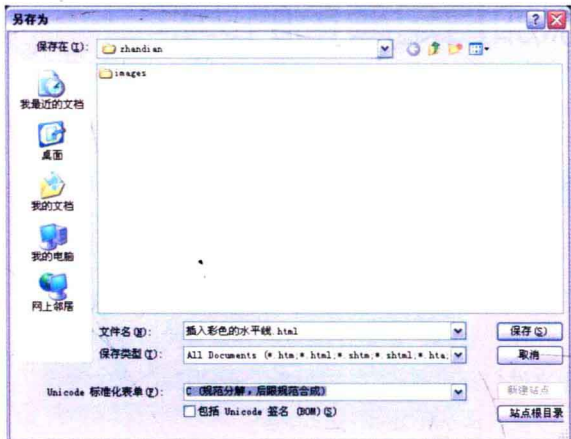 另存为
保存在(I):
zhandian
images
我最近的文档
桌面
我的文档
我的电脑
网上邻居
文件名(N):
插入彩色的水平线.html
保存(S)
保存类型(T):
All Documents (*.htm;*.html;*.shtm;*.shtml;*.hta;
取消
Unicode 标准化表单(F):
C (规范分解，后跟规范合成)
新建站点
包括 Unicode 签名 (BOM)(S)
站点根目录